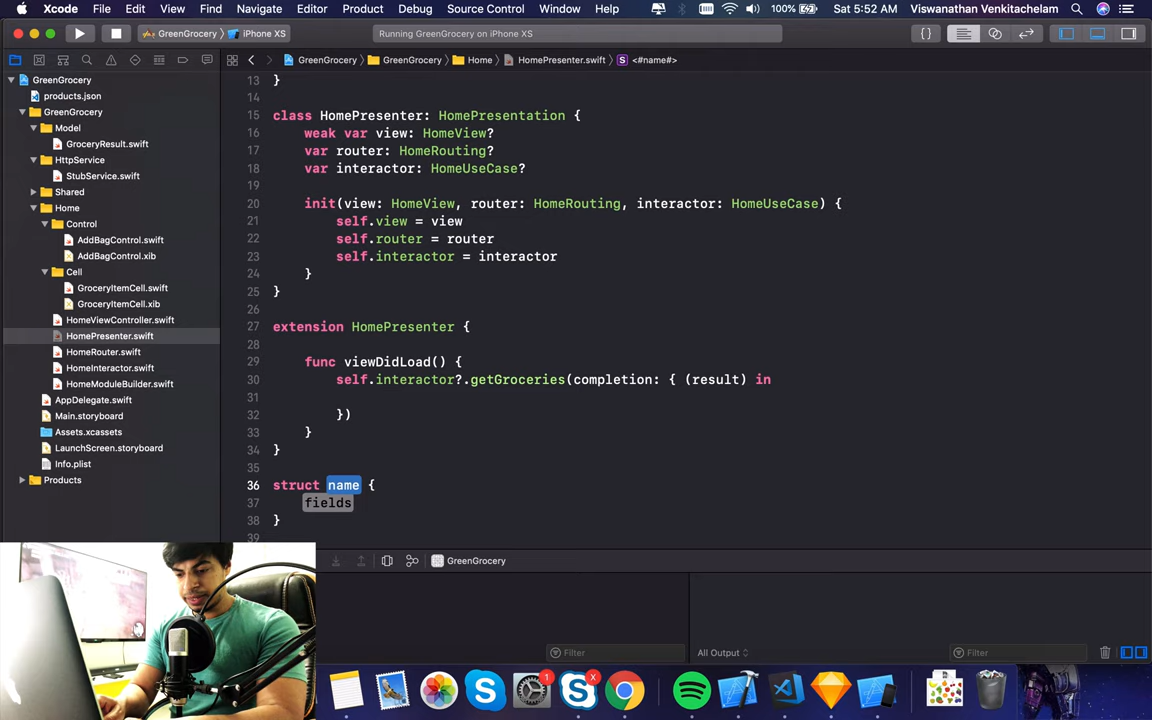 Xcode File Edit View Find Navigate Editor Product Debug Source Control Window Help 100% Sat 5:52 AM Viswanathan Venkitachelam
GreenGrocery iPhone XS Running GreenGrocery on iPhone XS
GreenGrocery GreenGrocery Home HomePresenter.swift S <#name#>
GreenGrocery
products.json
GreenGrocery
Model
GroceryResult.swift
HttpService
StubService.swift
Shared
Home
Control
AddBagControl.swift
AddBagControl.xib
Cell
GroceryItemCell.swift
GroceryItemCell.xib
HomeViewController.swift
HomePresenter.swift
HomeRouter.swift
HomeInteractor.swift
HomeModuleBuilder.swift
AppDelegate.swift
Main.storyboard
Assets.xcassets
LaunchScreen.storyboard
Info.plist
Products
13 }
14
15 class HomePresenter: HomePresentation {
16 weak var view: HomeView?
17 var router: HomeRouting?
18 var interactor: HomeUseCase?
19
20 init(view: HomeView, router: HomeRouting, interactor: HomeUseCase) {
21 self.view = view
22 self.router = router
23 self.interactor = interactor
24 }
25 }
26
27 extension HomePresenter {
28
29 func viewDidLoad() {
30 self.interactor?.getGroceries(completion: { (result) in
31
32 })
33 }
34 }
35
36 struct name {
37 fields
38 }
39
GreenGrocery
Filter All Output Filter
1 X